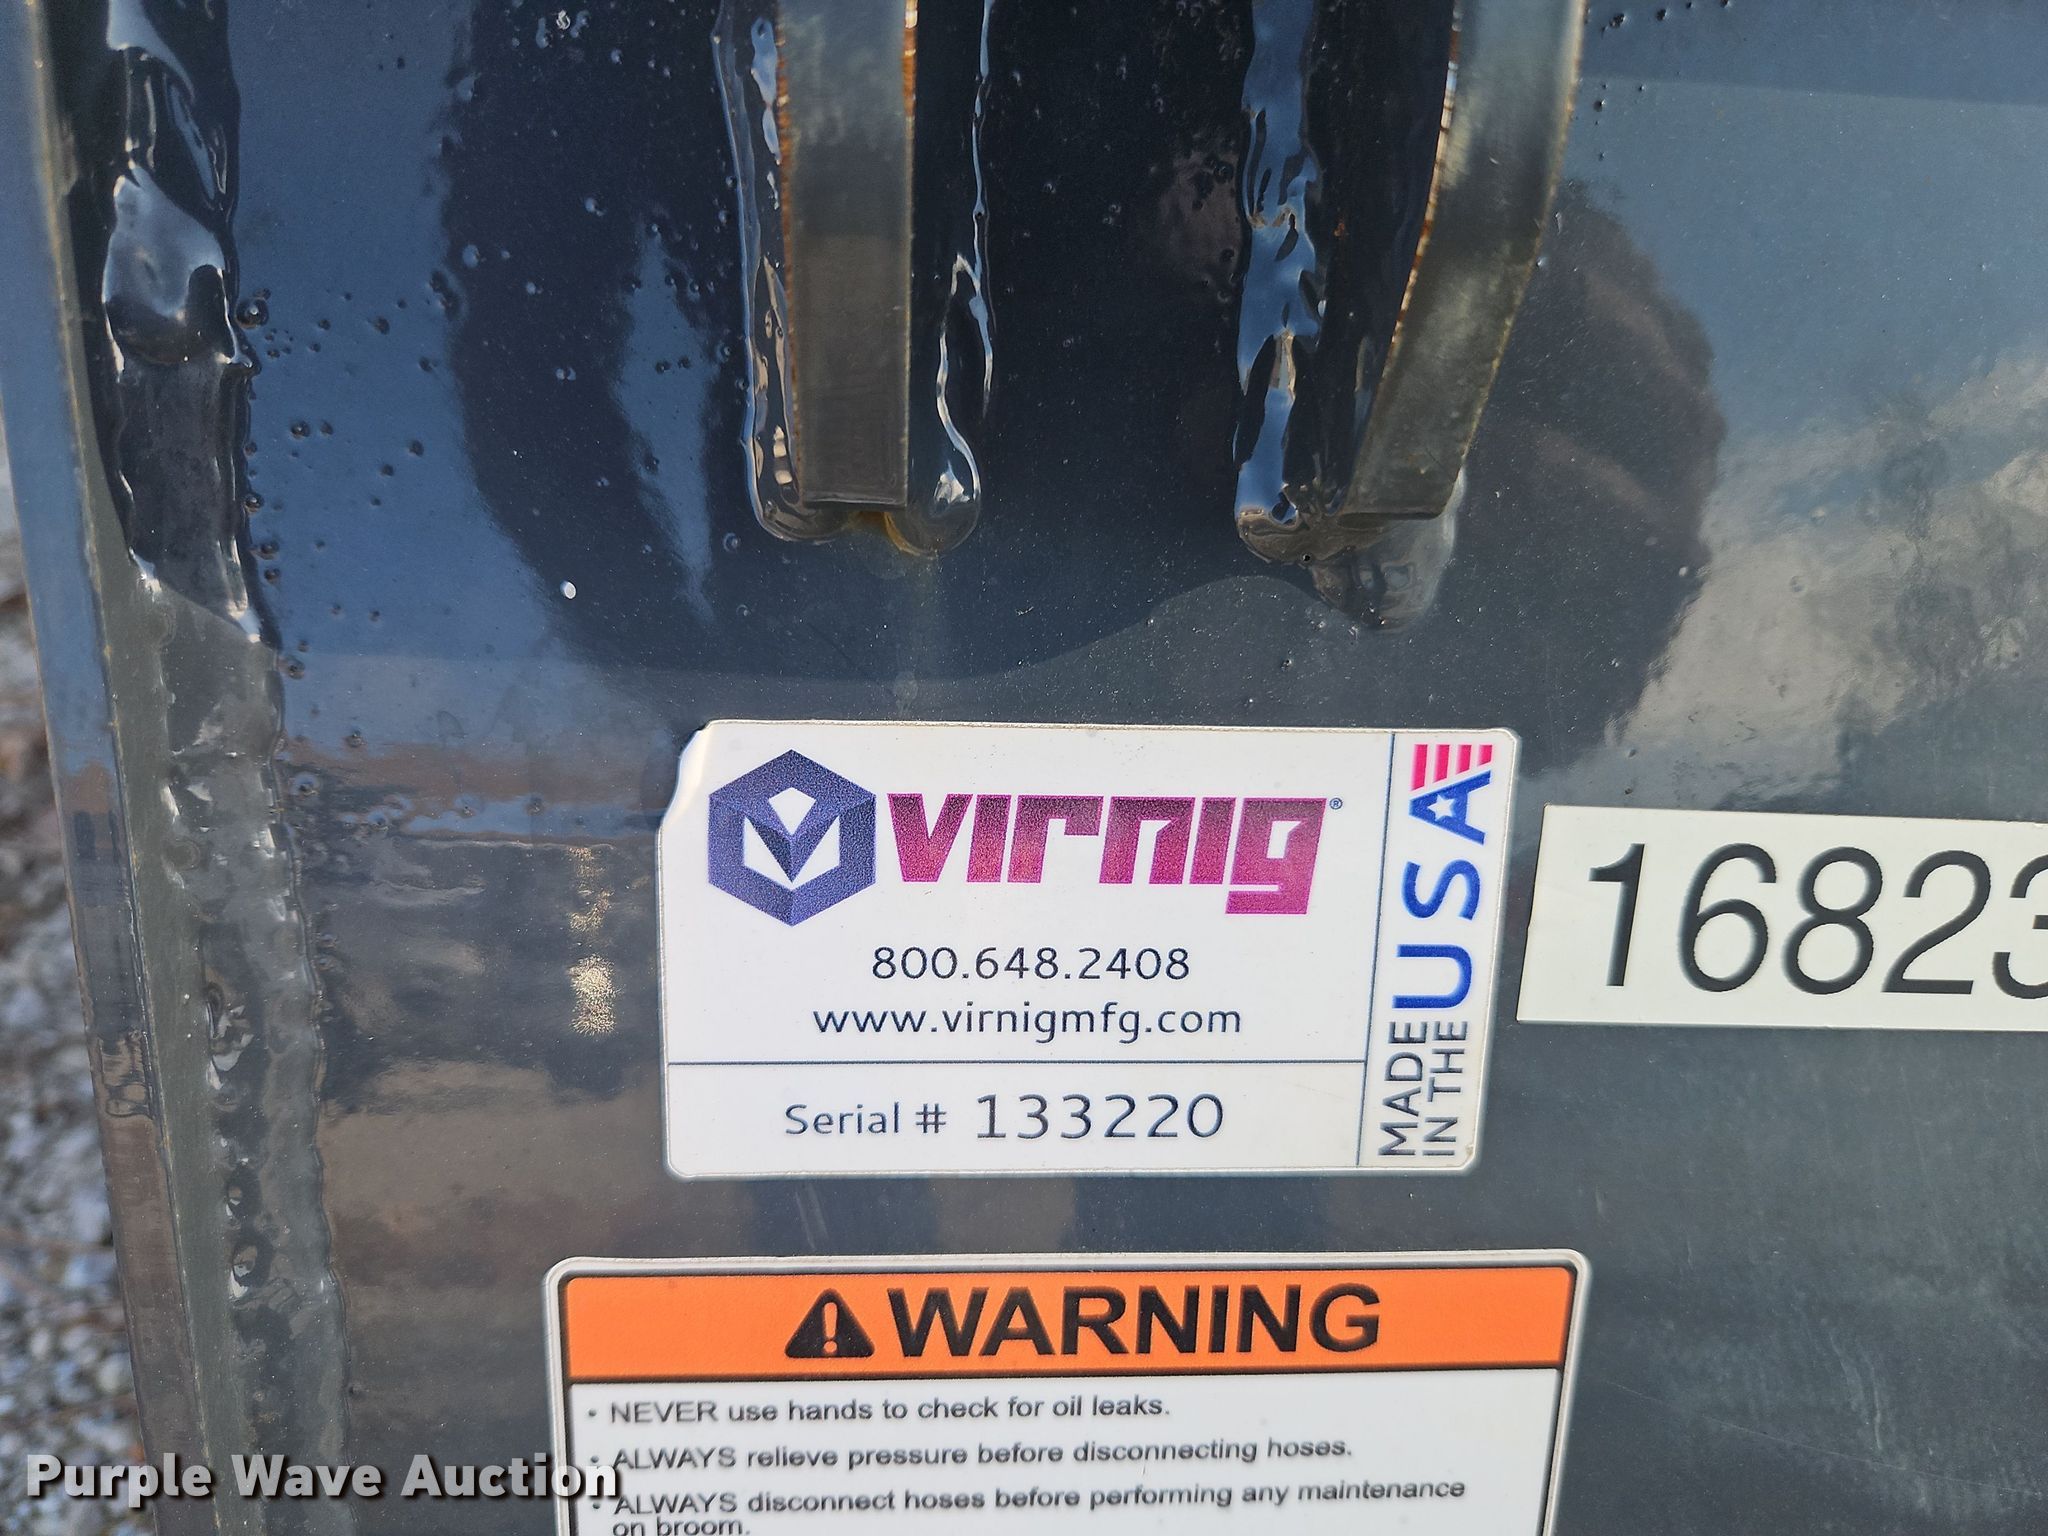 virnig®
800.648.2408
www.virnigmfg.com
Serial # 133220
MADE IN THE USA
16823
⚠WARNING
• NEVER use hands to check for oil leaks.
• ALWAYS relieve pressure before disconnecting hoses.
• ALWAYS disconnect hoses before performing any maintenance
on broom.
Purple Wave Auction